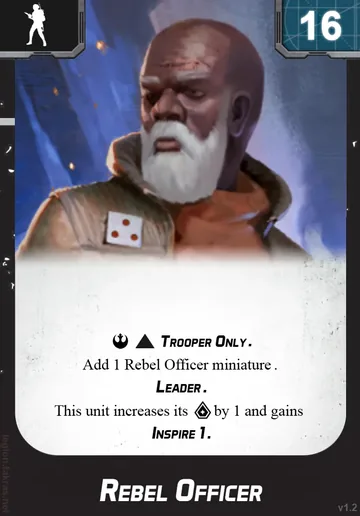 16
TROOPER ONLY.
Add 1 Rebel Officer miniature.
LEADER.
This unit increases its by 1 and gains
INSPIRE 1.
REBEL OFFICER
v1.2